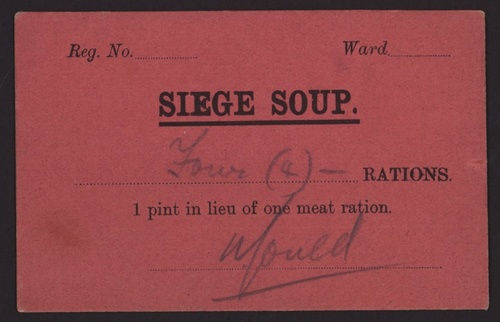 Reg. No. Ward
SIEGE SOUP.
Four (4) — RATIONS.
1 pint in lieu of one meat ration.